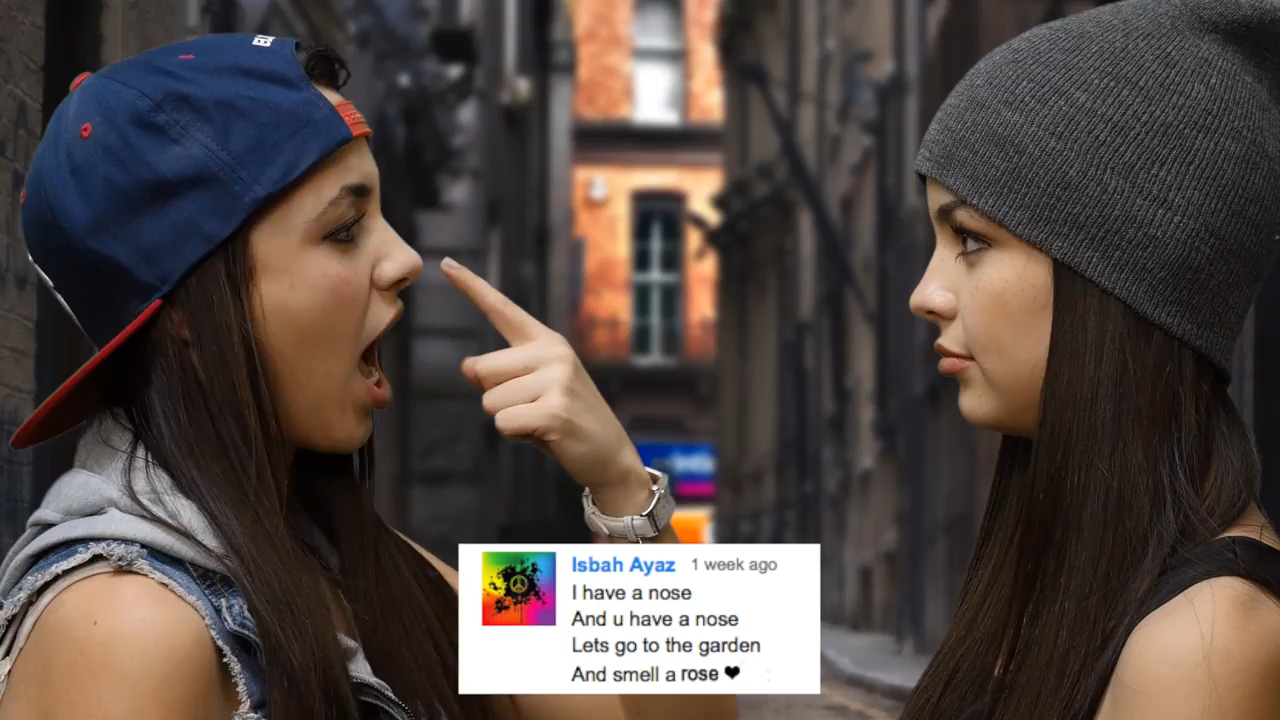 Isbah Ayaz 1 week ago
I have a nose
And u have a nose
Lets go to the garden
And smell a rose ❤